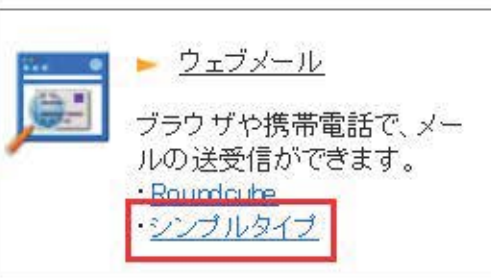 ウェブメール
ブラウザや携帯電話で、メー
ルの送受信ができます。
・Roundcube
・シンプルタイプ